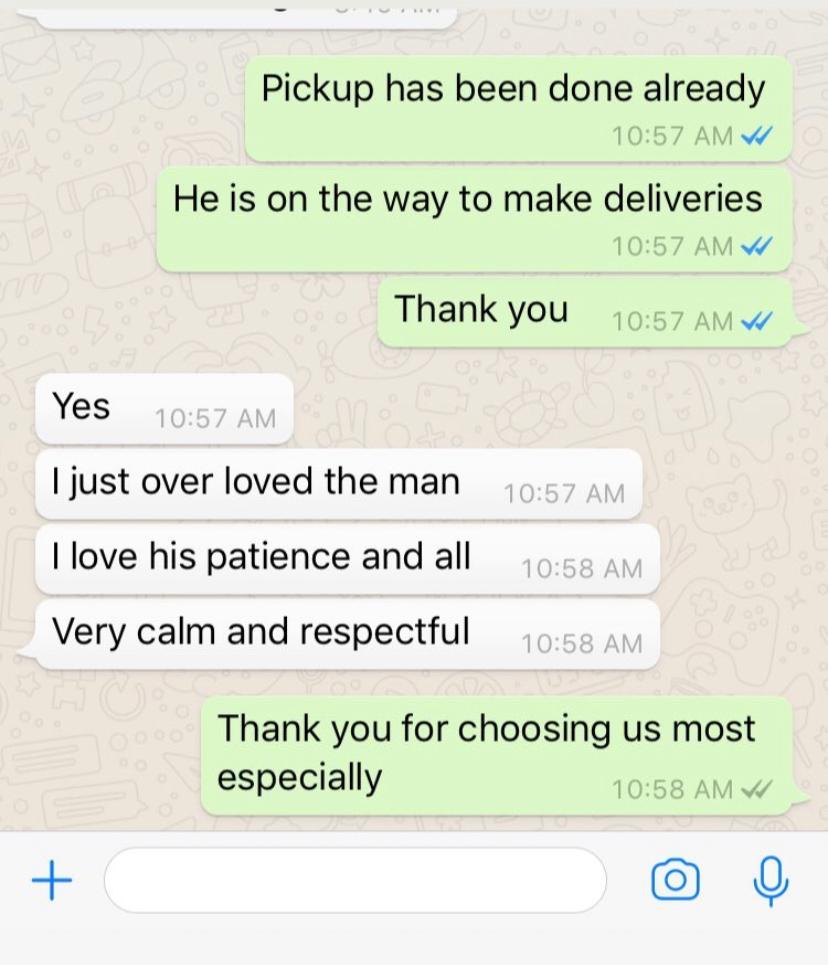 Pickup has been done already
10:57 AM
He is on the way to make deliveries
10:57 AM
Thank you 10:57 AM
Yes 10:57 AM
I just over loved the man 10:57 AM
I love his patience and all 10:58 AM
Very calm and respectful 10:58 AM
Thank you for choosing us most
especially 10:58 AM